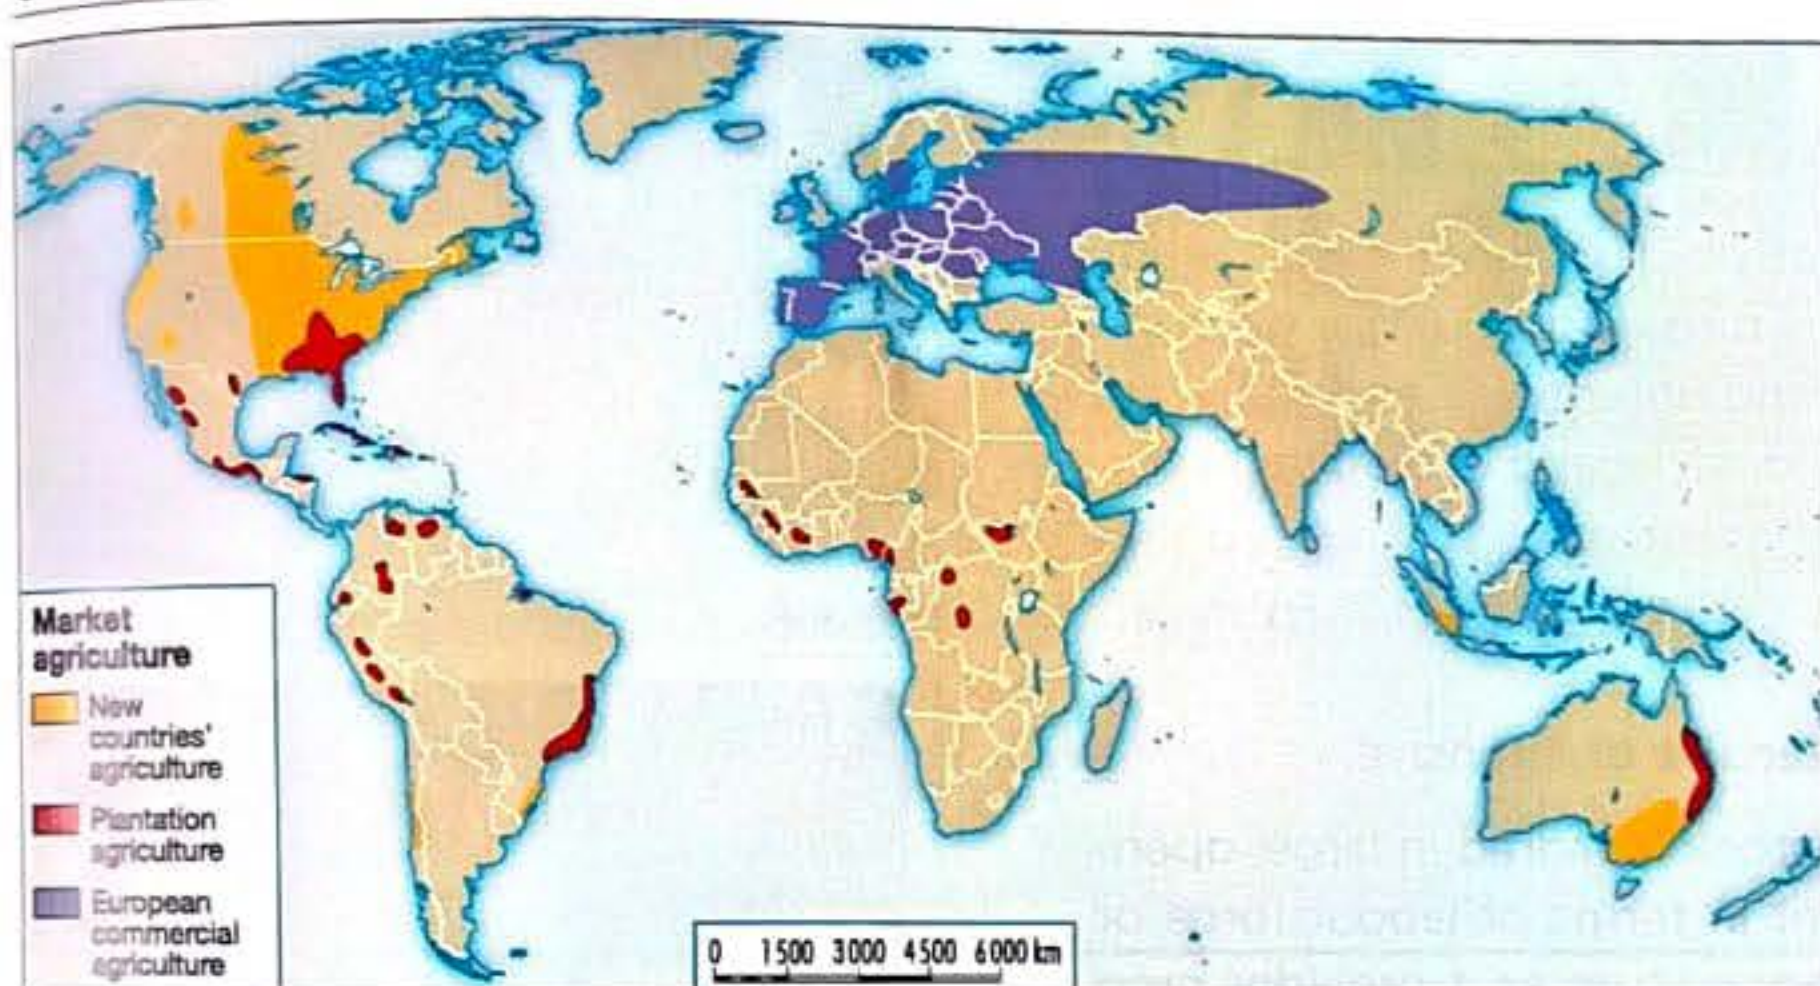 Market
agriculture
New
countries'
agriculture
Plantation
agriculture
European
commercial
agriculture
0 1500 3000 4500 6000 km